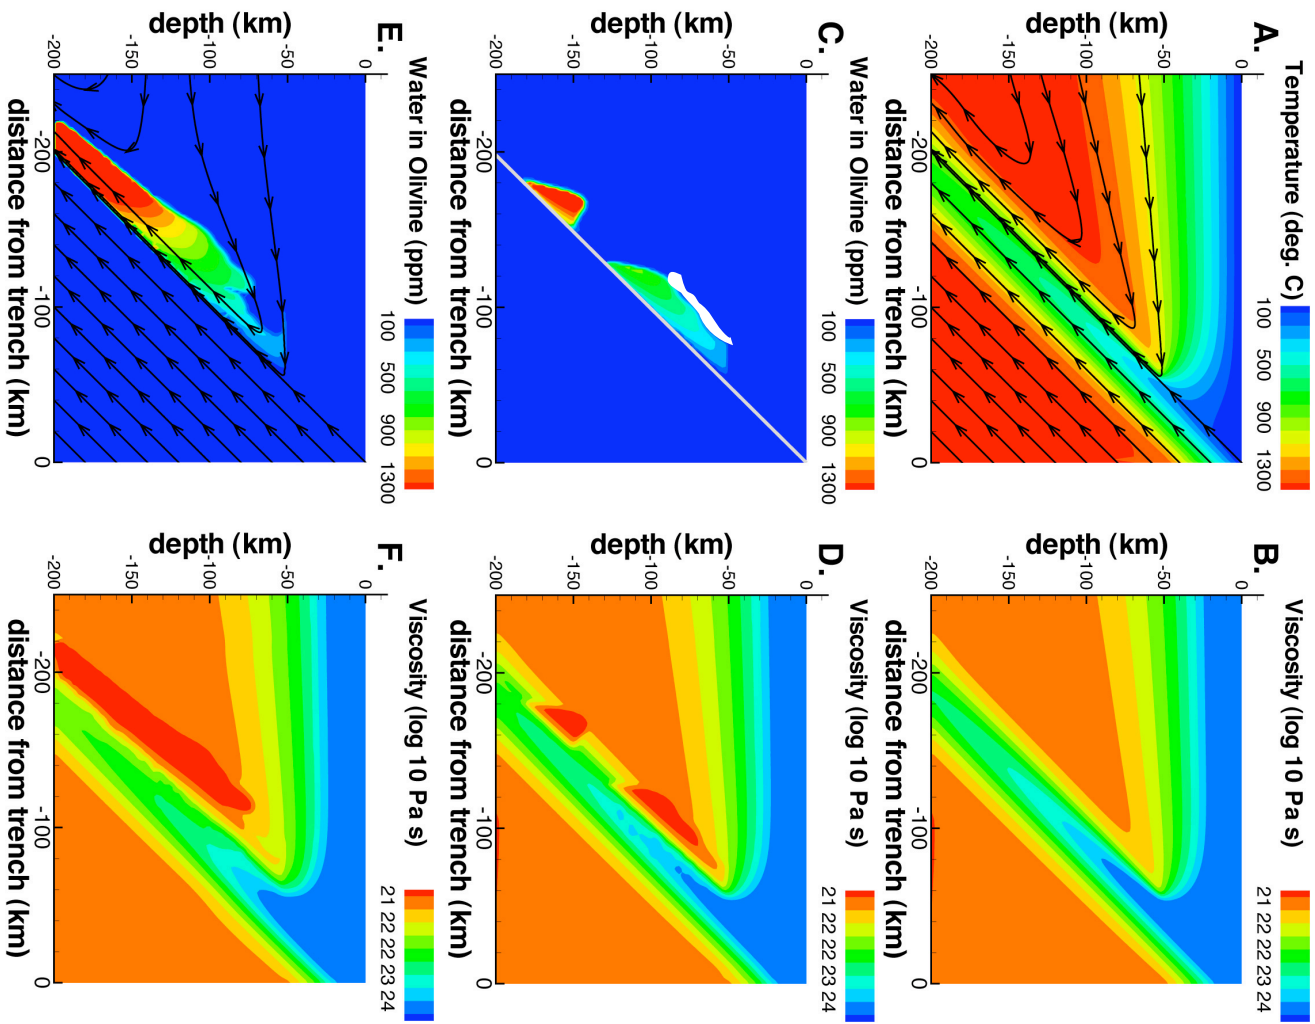 A. Temperature (deg. C)
100 500 900 1300
0
-50
-100
-150
-200
depth (km)
-200 -100 0
distance from trench (km)
B. Viscosity (log 10 Pa s)
21 22 22 23 24
0
-50
-100
-150
-200
depth (km)
-200 -100 0
distance from trench (km)
C. Water in Olivine (ppm)
100 500 900 1300
0
-50
-100
-150
-200
depth (km)
-200 -100 0
distance from trench (km)
D. Viscosity (log 10 Pa s)
21 22 22 23 24
0
-50
-100
-150
-200
depth (km)
-200 -100 0
distance from trench (km)
E. Water in Olivine (ppm)
100 500 900 1300
0
-50
-100
-150
-200
depth (km)
-200 -100 0
distance from trench (km)
F. Viscosity (log 10 Pa s)
21 22 22 23 24
0
-50
-100
-150
-200
depth (km)
-200 -100 0
distance from trench (km)